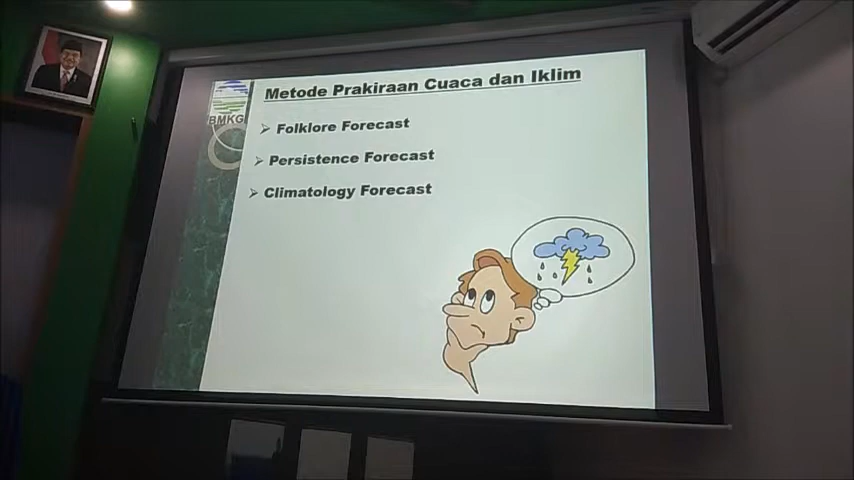 Metode Prakiraan Cuaca dan Iklim
BMKG
Folklore Forecast
Persistence Forecast
Climatology Forecast